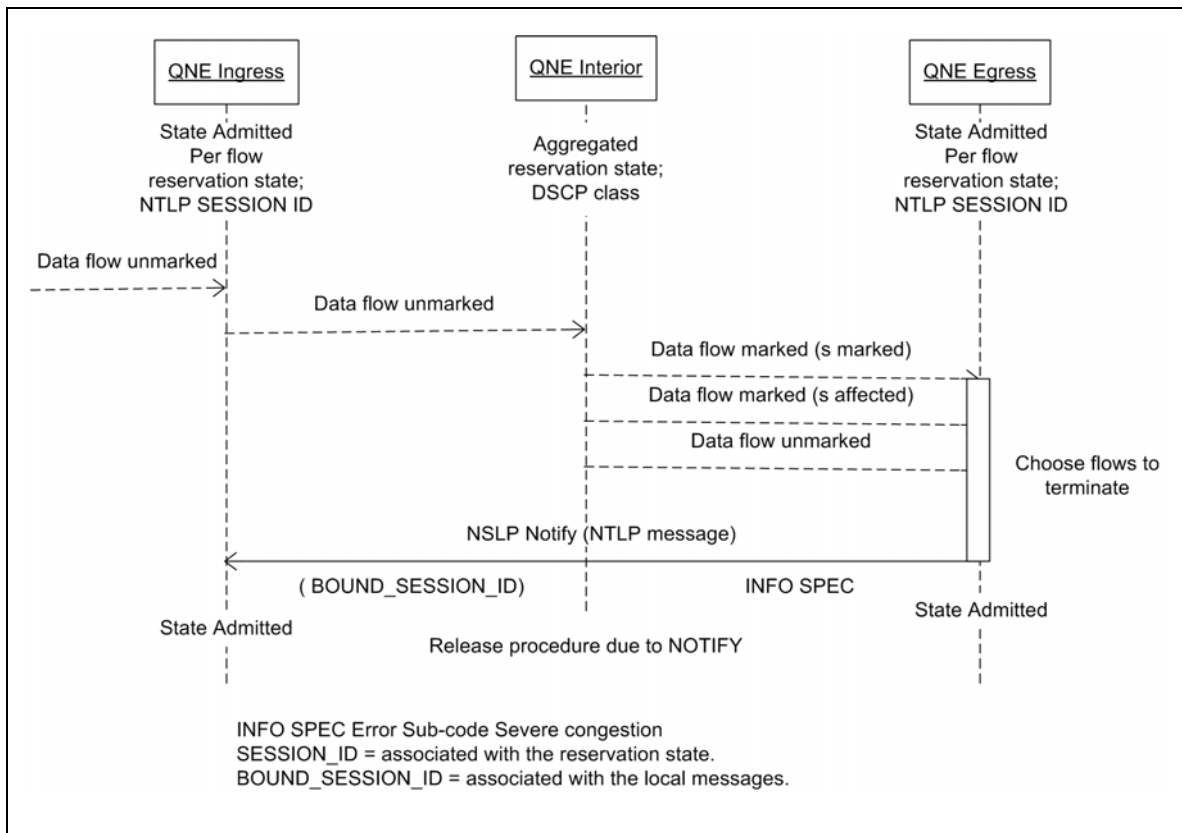 QNE Ingress
QNE Interior
QNE Egress
State Admitted
Per flow
reservation state;
NTLP SESSION ID
Aggregated
reservation state;
DSCP class
State Admitted
Per flow
reservation state;
NTLP SESSION ID
Data flow unmarked
Data flow unmarked
Data flow marked (s marked)
Data flow marked (s affected)
Data flow unmarked
Choose flows to
terminate
NSLP Notify (NTLP message)
( BOUND_SESSION_ID)
INFO SPEC
State Admitted
State Admitted
Release procedure due to NOTIFY
INFO SPEC Error Sub-code Severe congestion
SESSION_ID = associated with the reservation state.
BOUND_SESSION_ID = associated with the local messages.